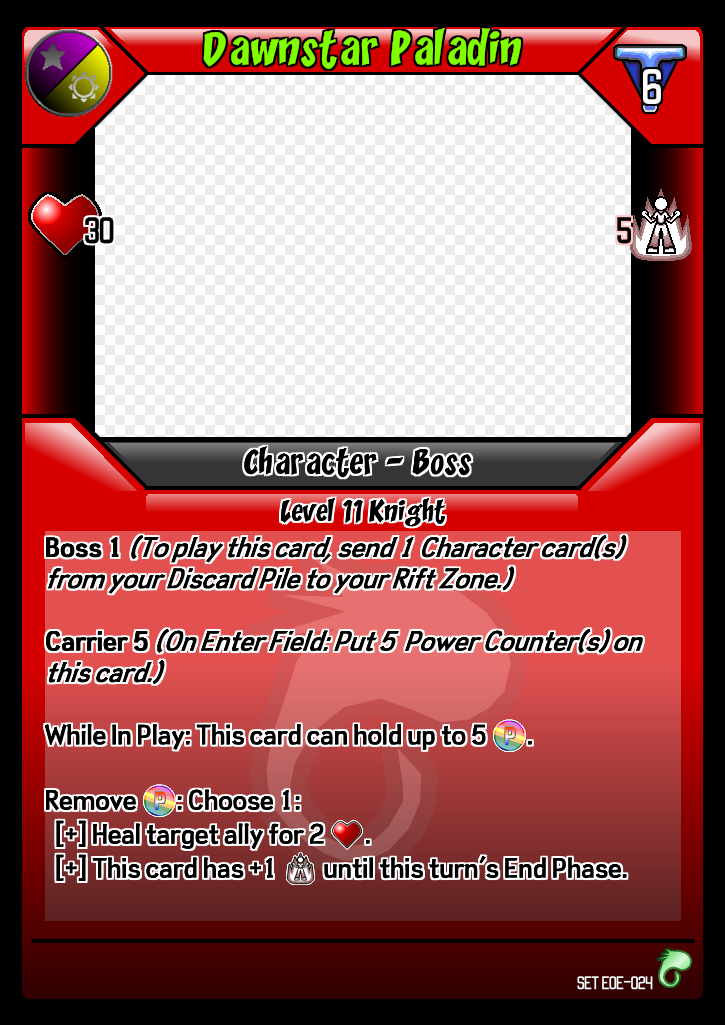 Dawnstar Paladin
6
30
5
Character - Boss
Level 11 Knight
Boss 1 (To play this card, send 1 Character card(s)
from your Discard Pile to your Rift Zone.)
Carrier 5 (On Enter Field: Put 5 Power Counter(s) on
this card.)
While In Play: This card can hold up to 5 P.
Remove P: Choose 1:
[+] Heal target ally for 2 .
[+] This card has +1 until this turn's End Phase.
SET EOE-024